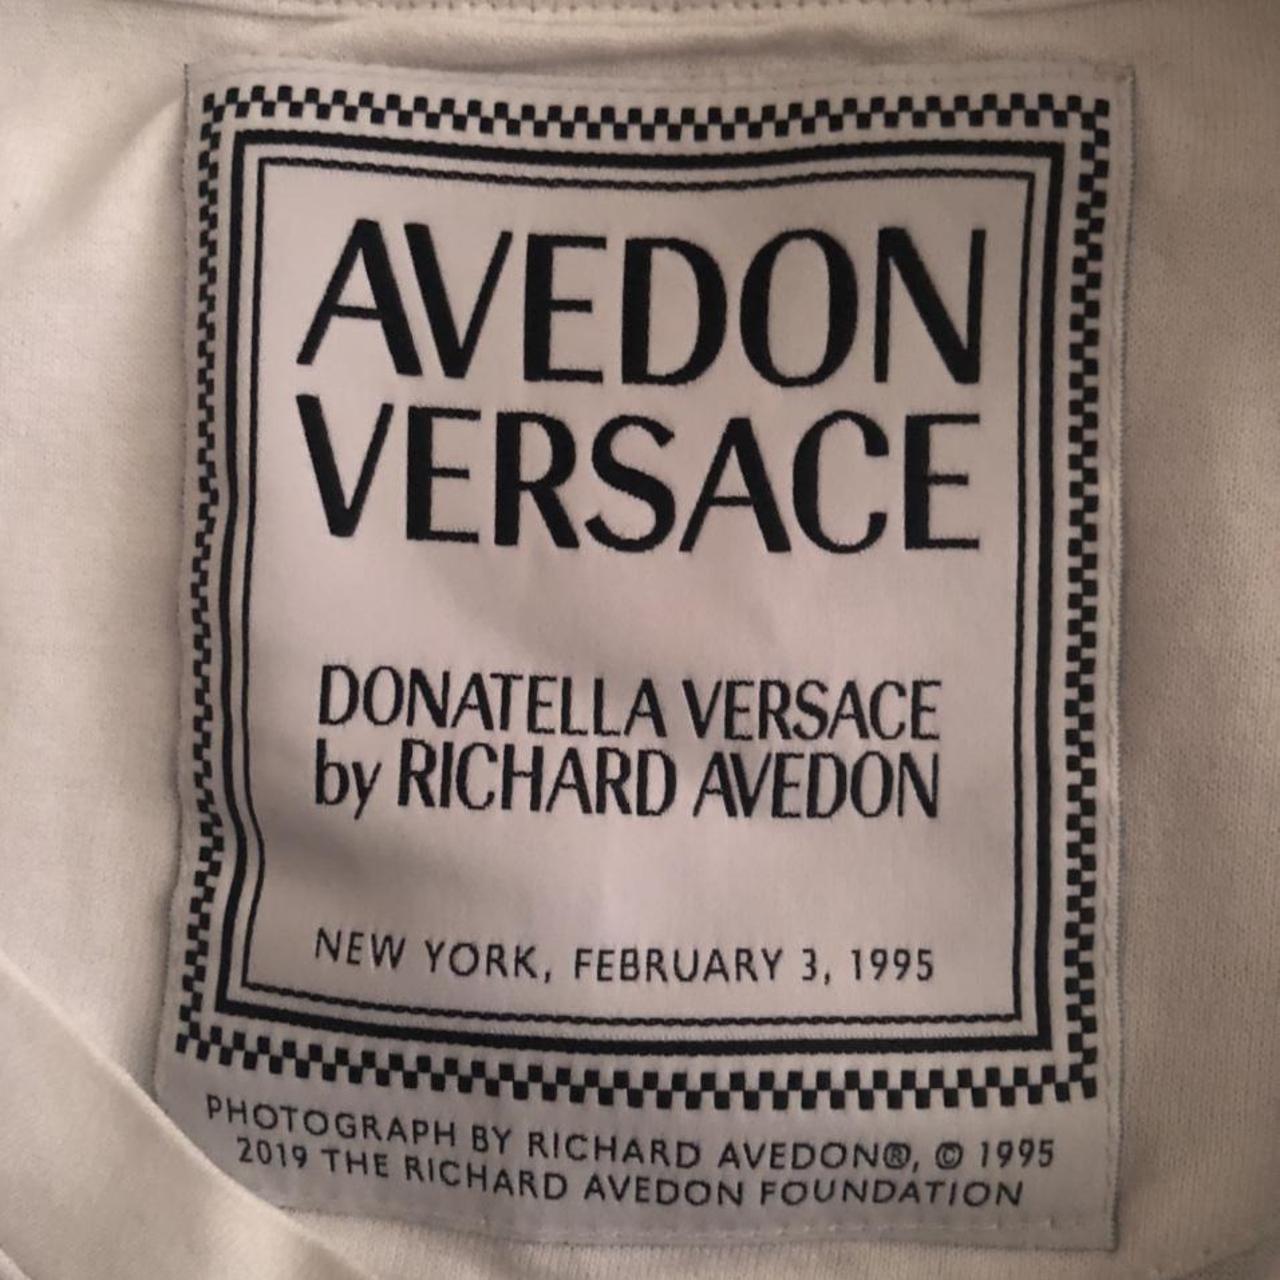 AVEDON
VERSACE
DONATELLA VERSACE
by RICHARD AVEDON
NEW YORK, FEBRUARY 3, 1995
PHOTOGRAPH BY RICHARD AVEDON®, © 1995
2019 THE RICHARD AVEDON FOUNDATION